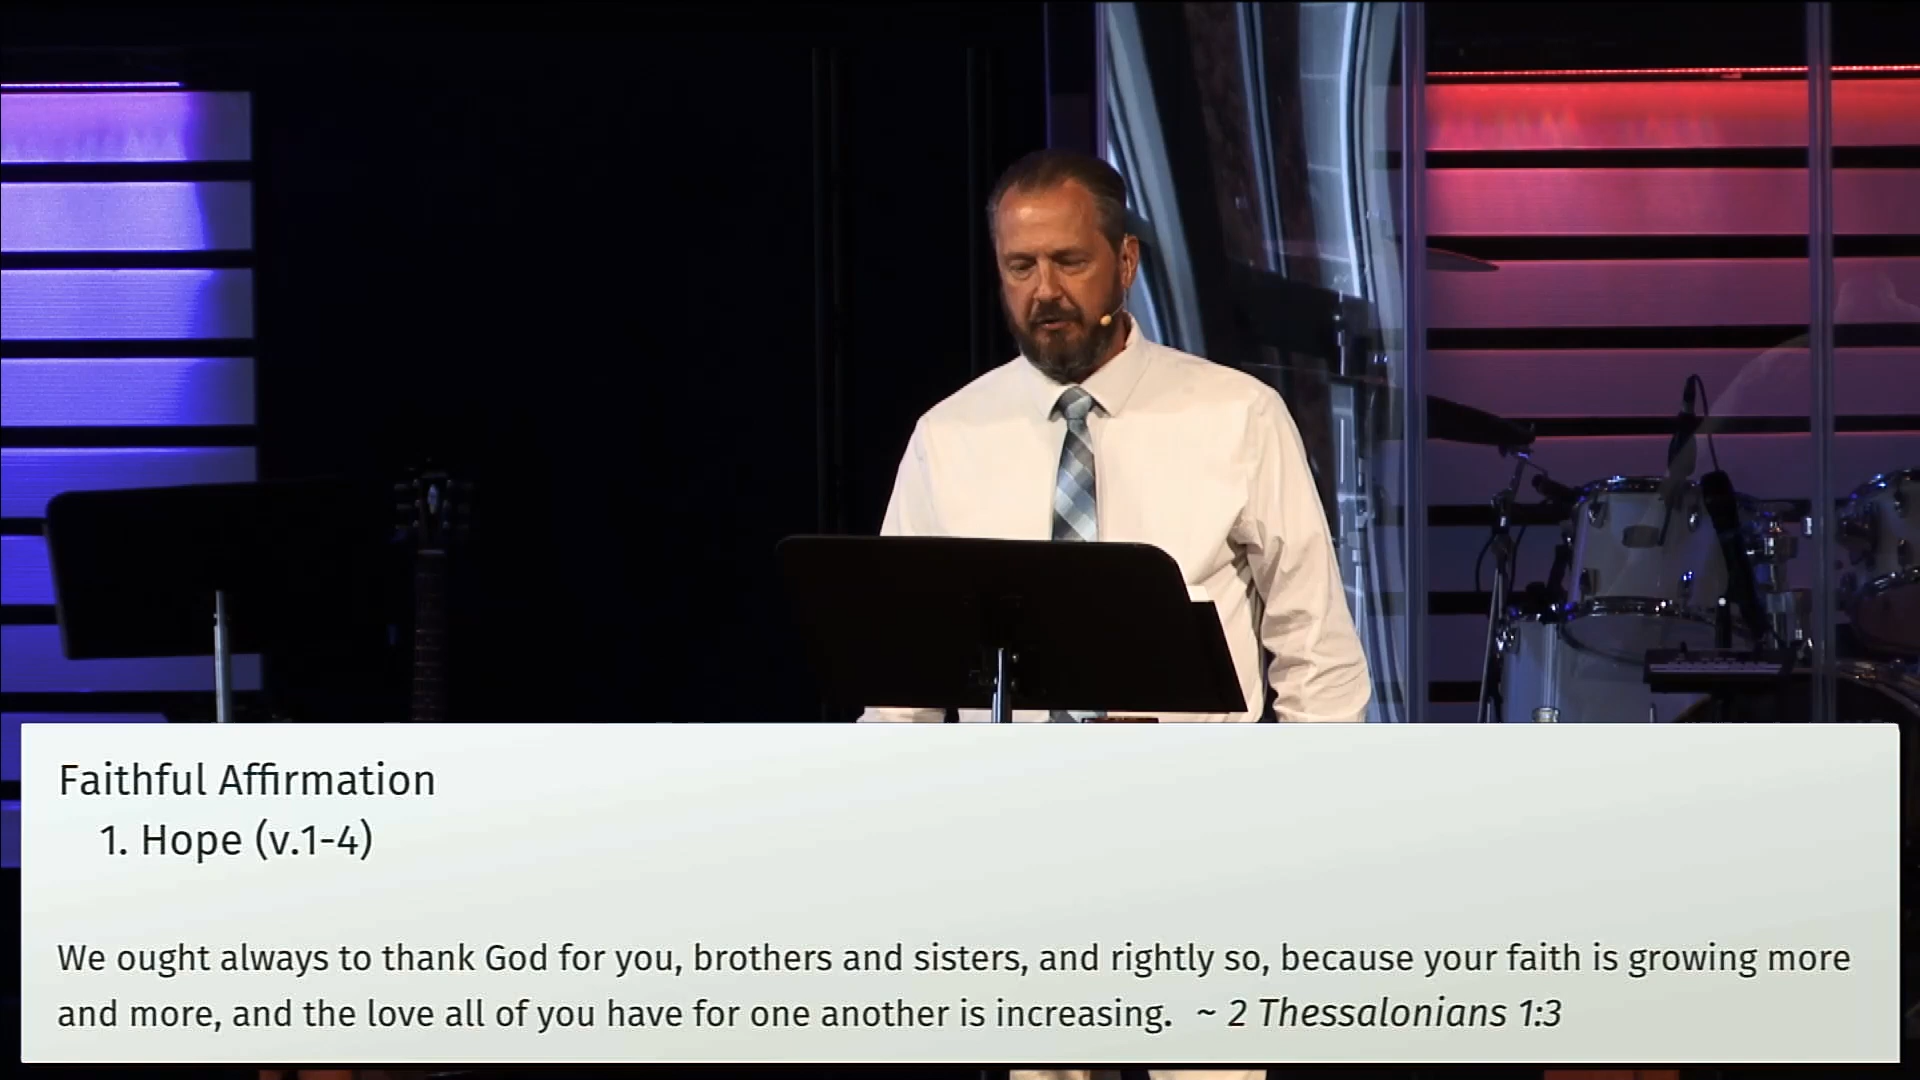 Faithful Affirmation
1. Hope (v.1-4)
We ought always to thank God for you, brothers and sisters, and rightly so, because your faith is growing more
and more, and the love all of you have for one another is increasing. ~ 2 Thessalonians 1:3